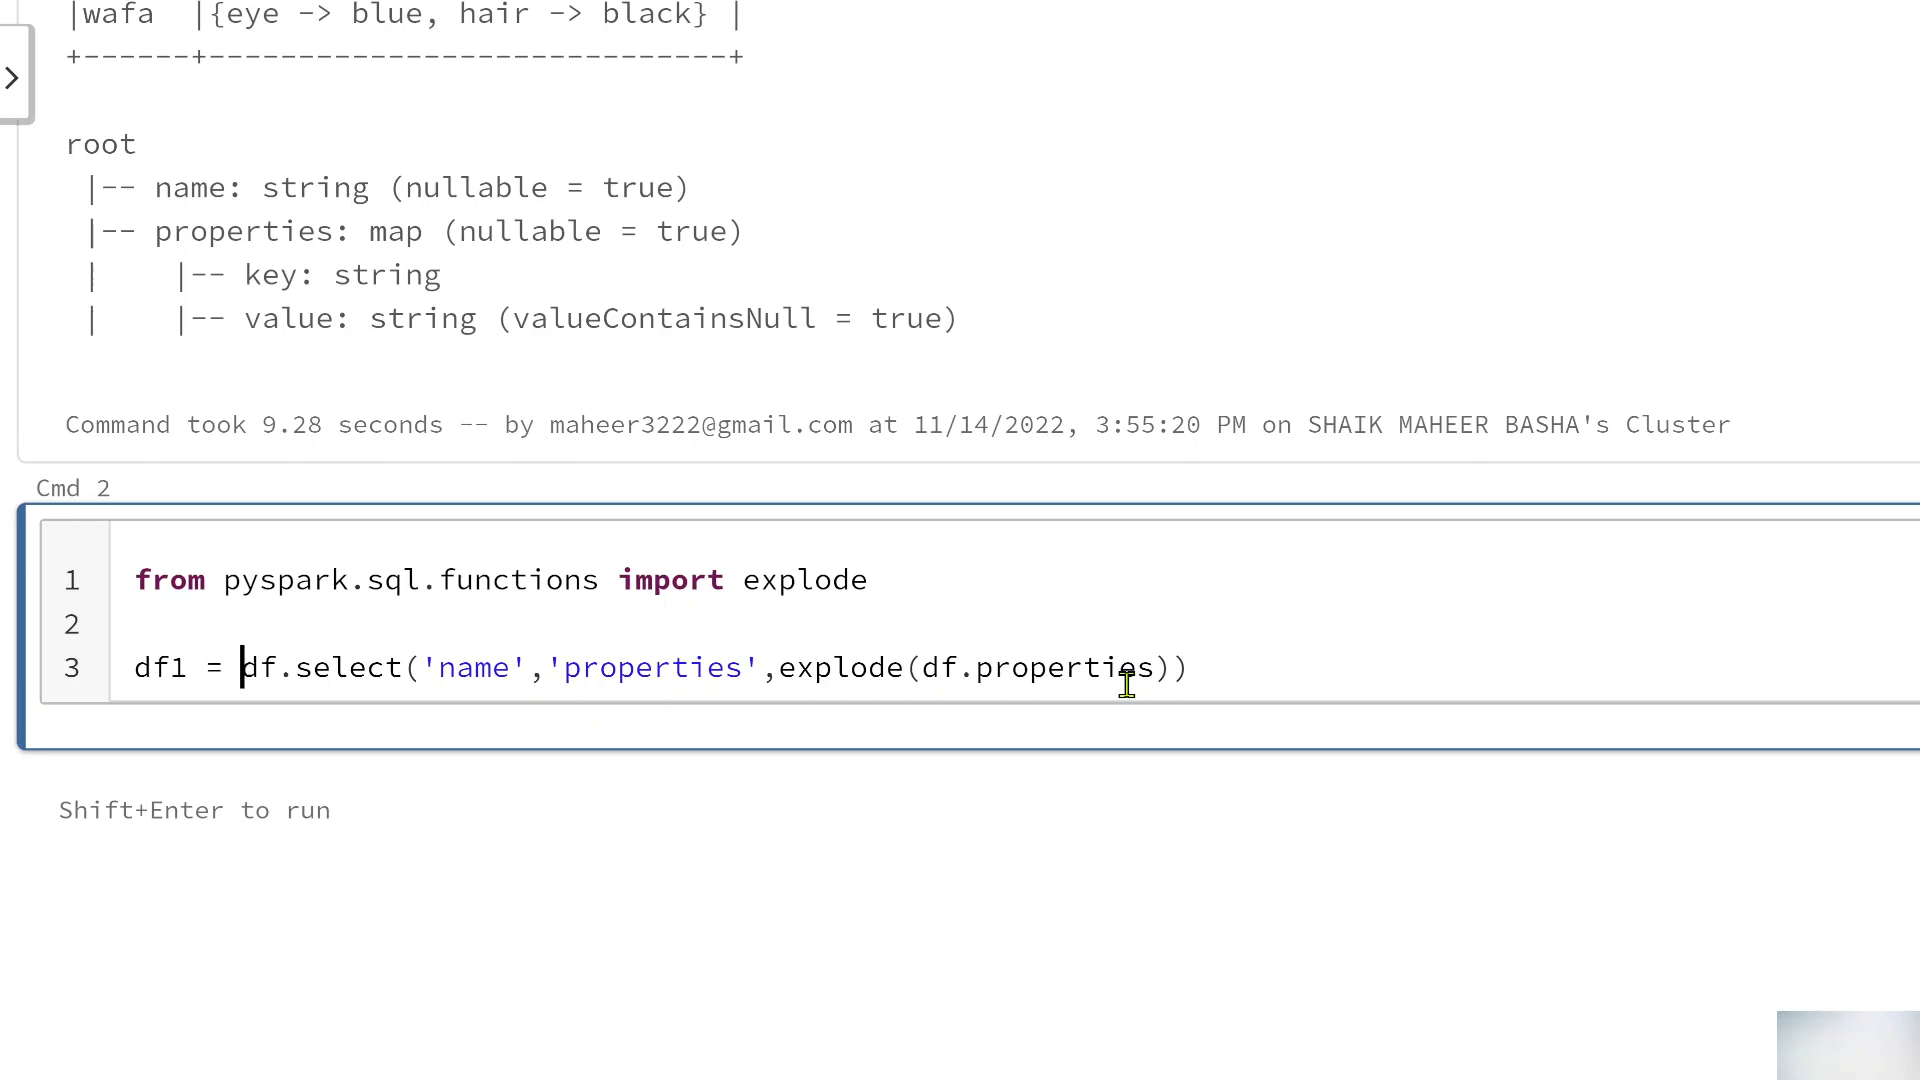 |wafa  |{eye -> blue, hair -> black} |
+------+-----------------------------+
root
|-- name: string (nullable = true)
|-- properties: map (nullable = true)
|    |-- key: string
|    |-- value: string (valueContainsNull = true)
Command took 9.28 seconds -- by maheer3222@gmail.com at 11/14/2022, 3:55:20 PM on SHAIK MAHEER BASHA's Cluster
Cmd 2
1 from pyspark.sql.functions import explode
2
3 df1 = df.select('name','properties',explode(df.properties))
Shift+Enter to run